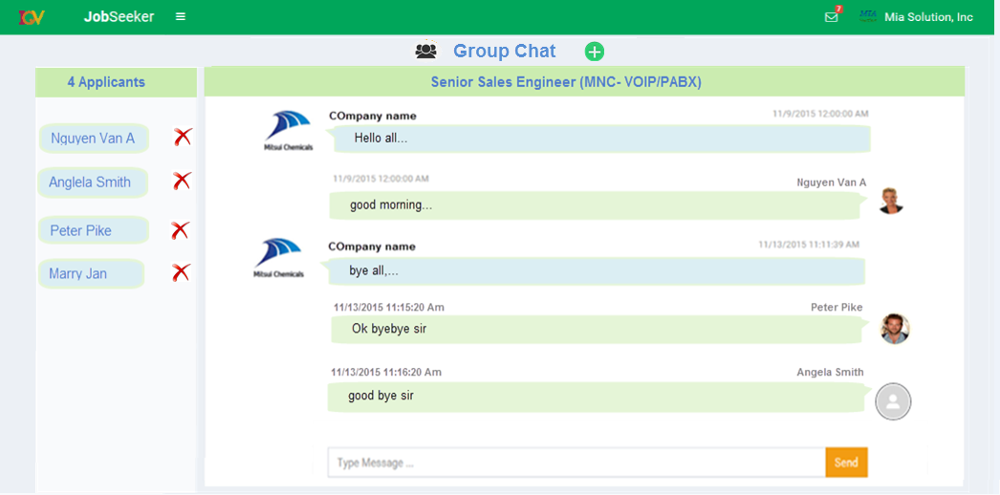 IGV
JobSeeker
7
MIA
Mia Solution, Inc
Group Chat
4 Applicants
Nguyen Van A
Anglela Smith
Peter Pike
Marry Jan
Senior Sales Engineer (MNC- VOIP/PABX)
COmpany name 11/9/2015 12:00:00 AM
Mitsui Chemicals
Hello all...
11/9/2015 12:00:00 AM Nguyen Van A
good morning...
COmpany name 11/13/2015 11:11:39 AM
Mitsui Chemicals
bye all,...
11/13/2015 11:15:20 Am Peter Pike
Ok byebye sir
11/13/2015 11:16:20 Am Angela Smith
good bye sir
Type Message ... Send